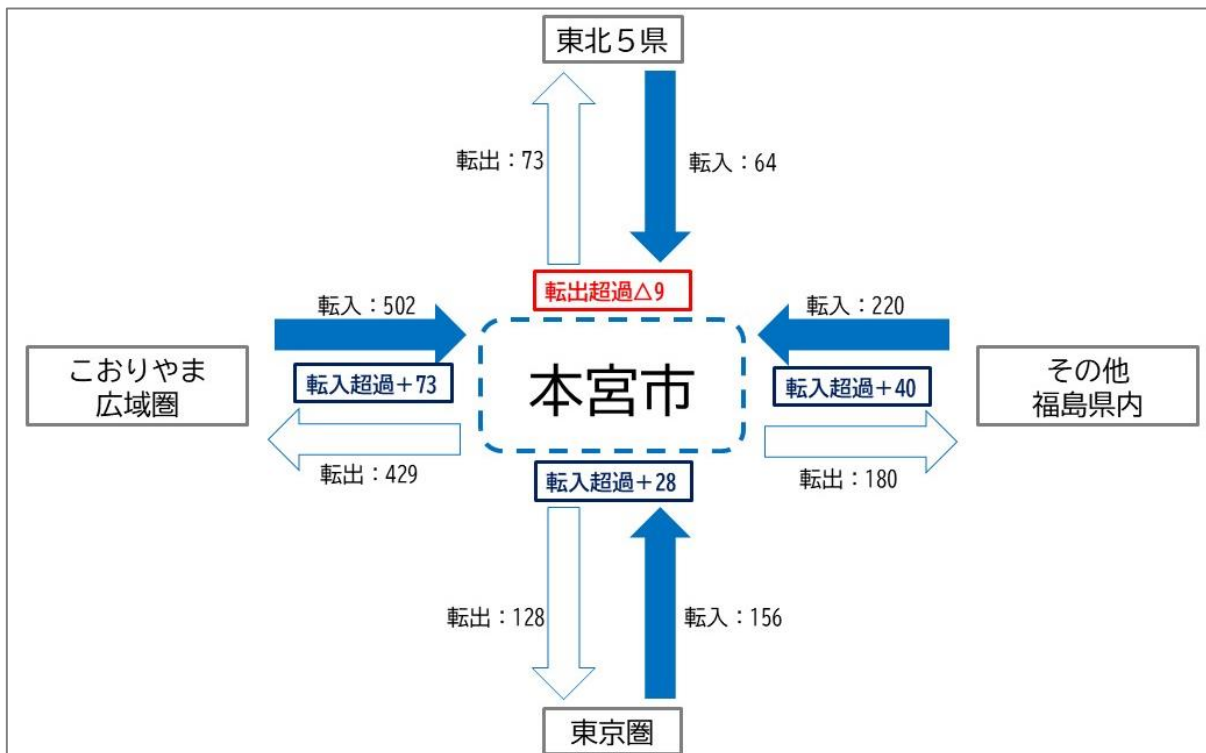 東北５県
転出：73
転入：64
転出超過△9
転入：502
転入：220
こおりやま
広域圏
転入超過＋73
本宮市
転入超過＋40
その他
福島県内
転出：429
転入超過＋28
転出：180
転出：128
転入：156
東京圏